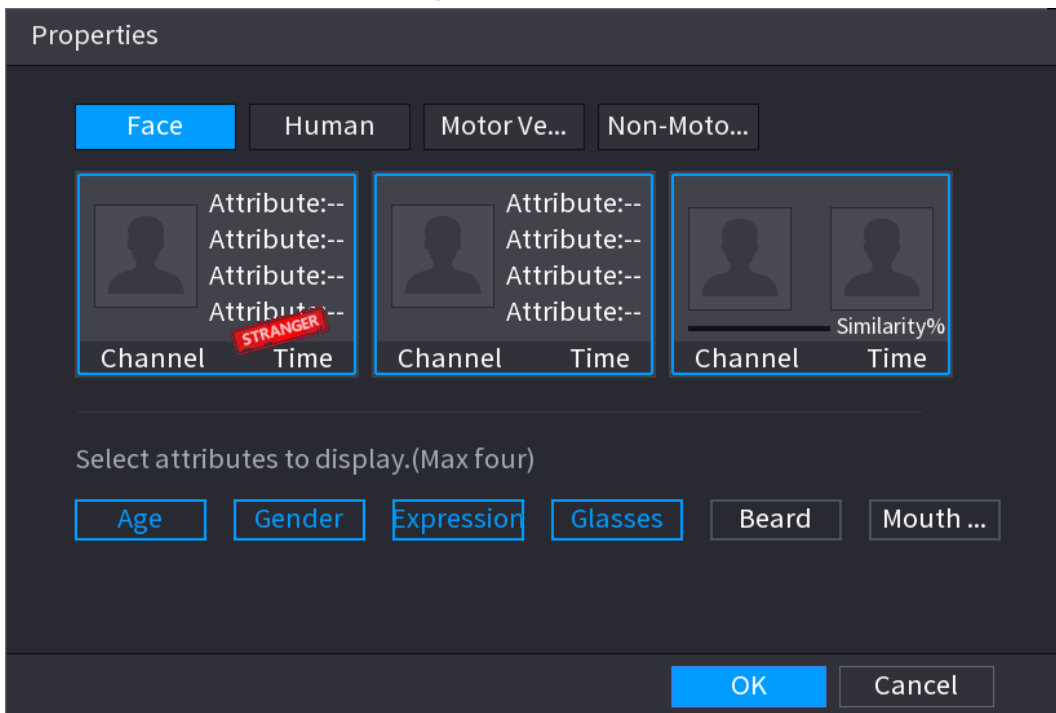 Properties
Face Human Motor Ve... Non-Moto...
Attribute:-- Attribute:--
Attribute:-- Attribute:--
Attribute:-- Attribute:--
Attribute:-- Attribute:--
STRANGER Similarity%
Channel Time Channel Time Channel Time
Select attributes to display.(Max four)
Age Gender Expression Glasses Beard Mouth ...
OK Cancel